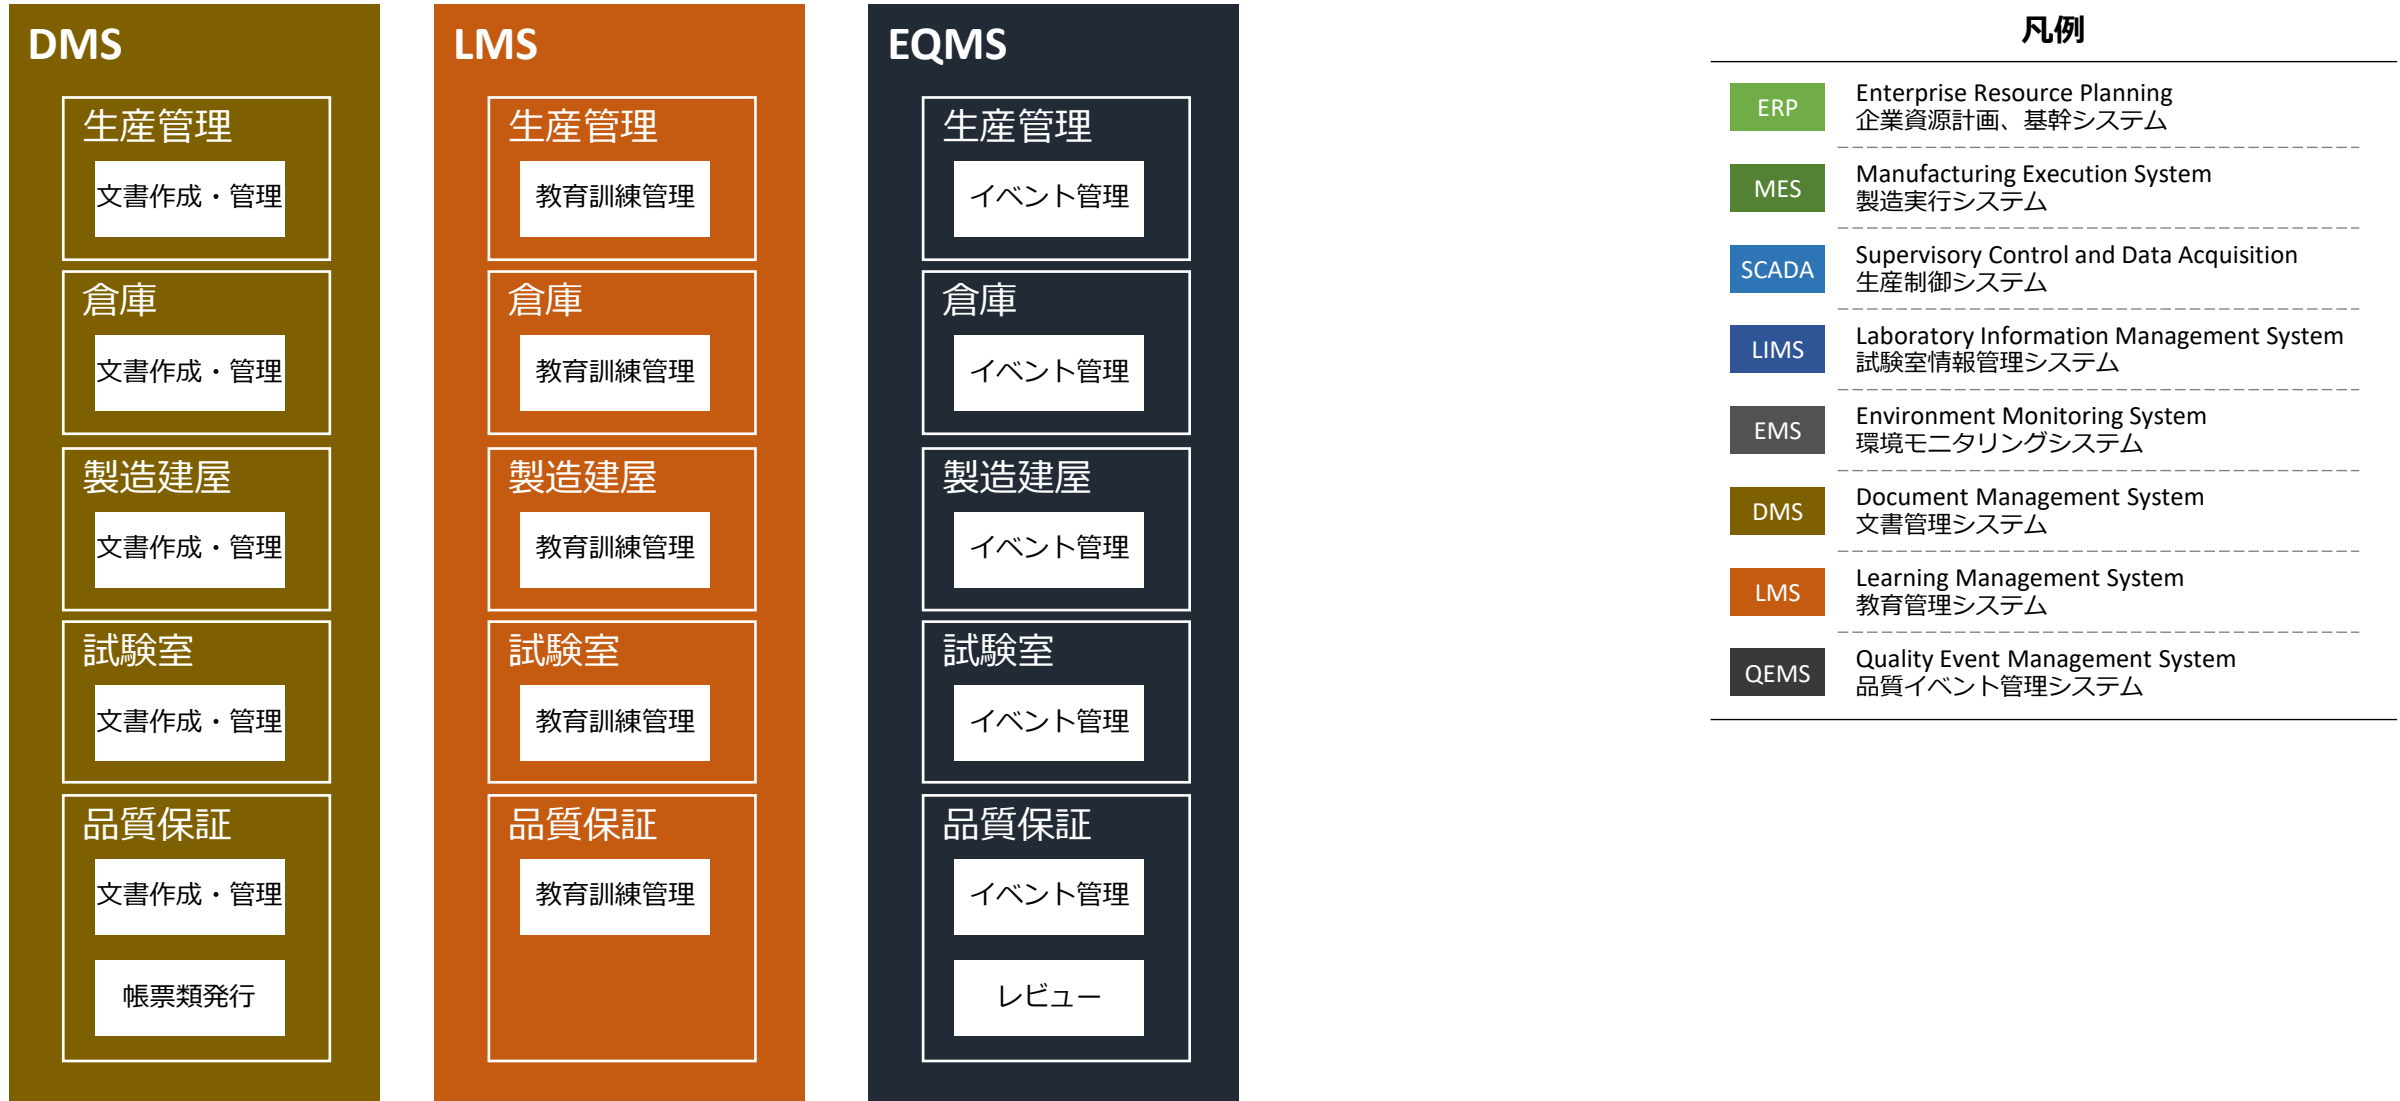 DMS
生産管理
文書作成・管理
倉庫
文書作成・管理
製造建屋
文書作成・管理
試験室
文書作成・管理
品質保証
文書作成・管理
帳票類発行
LMS
生産管理
教育訓練管理
倉庫
教育訓練管理
製造建屋
教育訓練管理
試験室
教育訓練管理
品質保証
教育訓練管理
EQMS
生産管理
イベント管理
倉庫
イベント管理
製造建屋
イベント管理
試験室
イベント管理
品質保証
イベント管理
レビュー
凡例
ERP
Enterprise Resource Planning
企業資源計画、基幹システム
MES
Manufacturing Execution System
製造実行システム
SCADA
Supervisory Control and Data Acquisition
生産制御システム
LIMS
Laboratory Information Management System
試験室情報管理システム
EMS
Environment Monitoring System
環境モニタリングシステム
DMS
Document Management System
文書管理システム
LMS
Learning Management System
教育管理システム
QEMS
Quality Event Management System
品質イベント管理システム